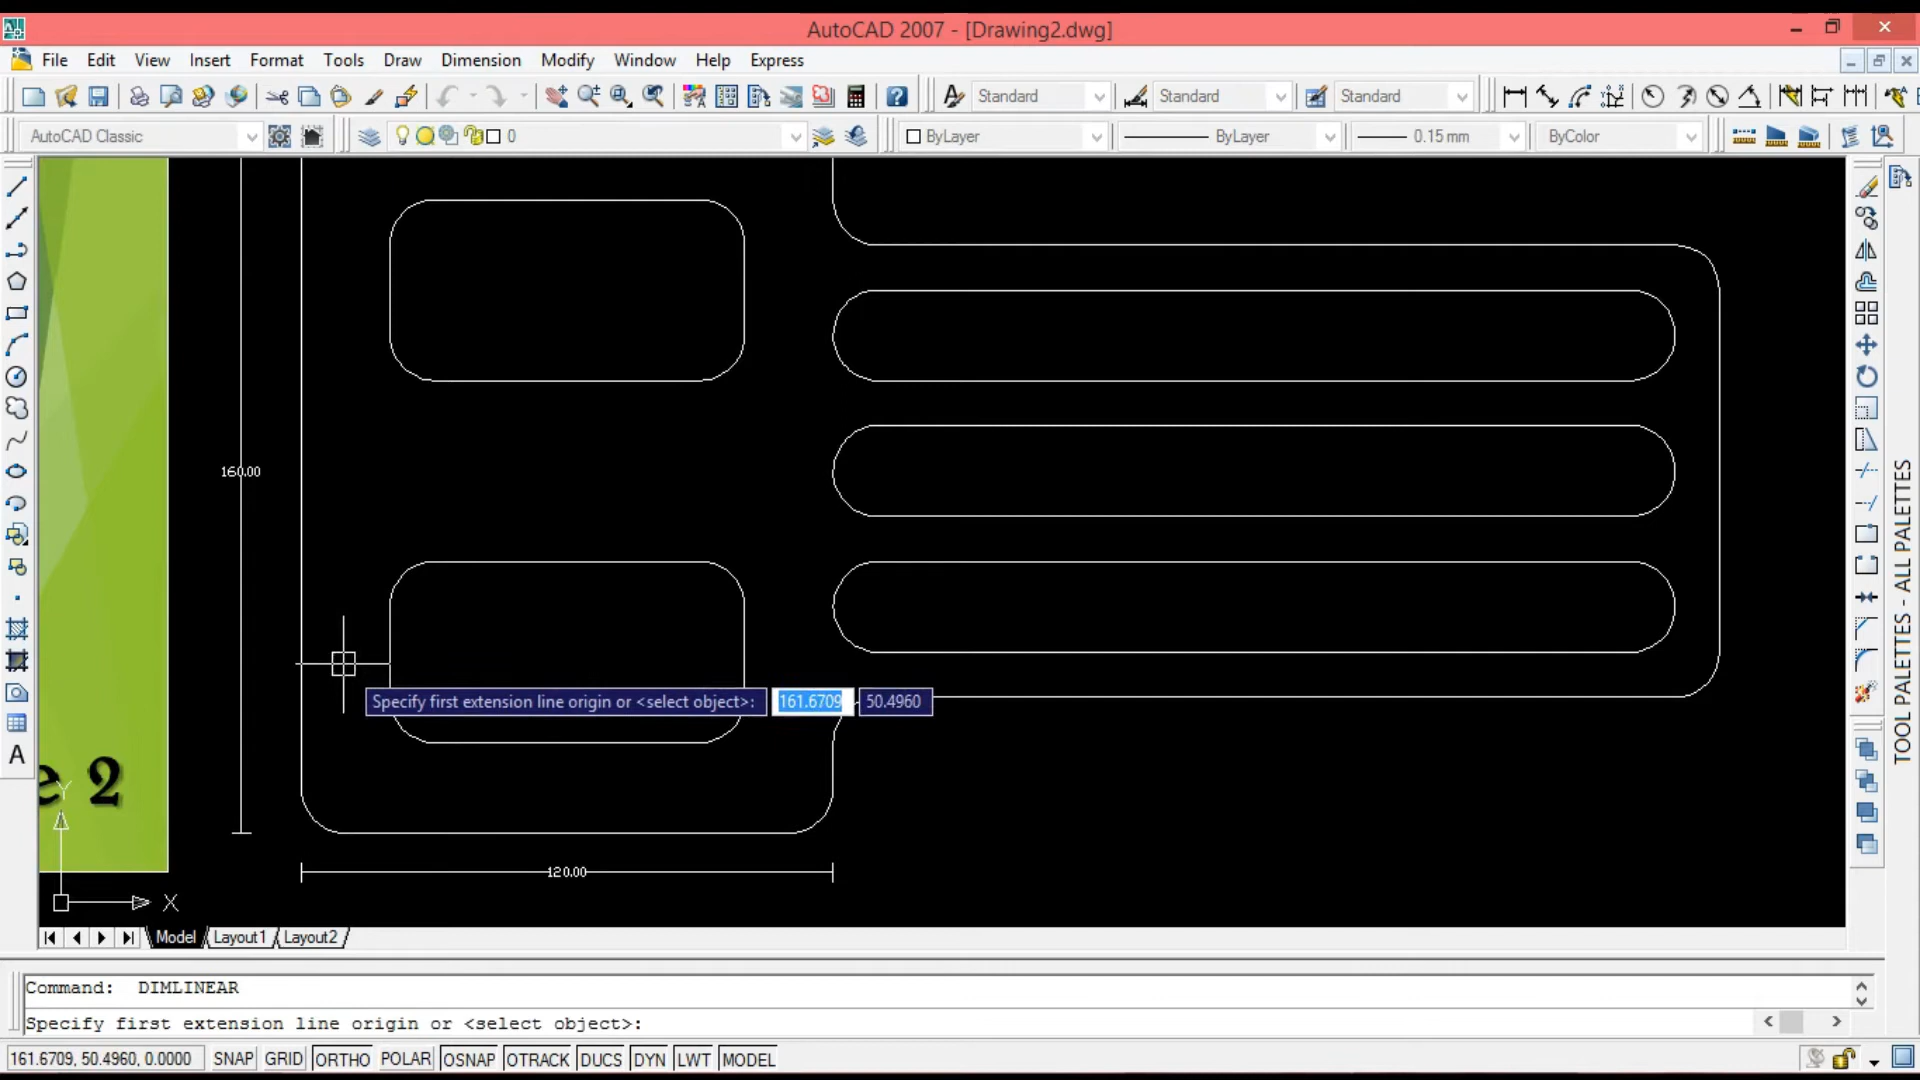 AutoCAD 2007 - [Drawing2.dwg]
File Edit View Insert Format Tools Draw Dimension Modify Window Help Express
Standard Standard Standard
AutoCAD Classic 0 ByLayer ByLayer 0.15 mm ByColor
160.00
Specify first extension line origin or <select object>: 161.6709 50.4960
e 2
Y
120.00
X
A
TOOL PALETTES - ALL PALETTES
Model Layout1 Layout2
Command: DIMLINEAR
Specify first extension line origin or <select object>:
161.6709, 50.4960, 0.0000 SNAP GRID ORTHO POLAR OSNAP OTRACK DUCS DYN LWT MODEL